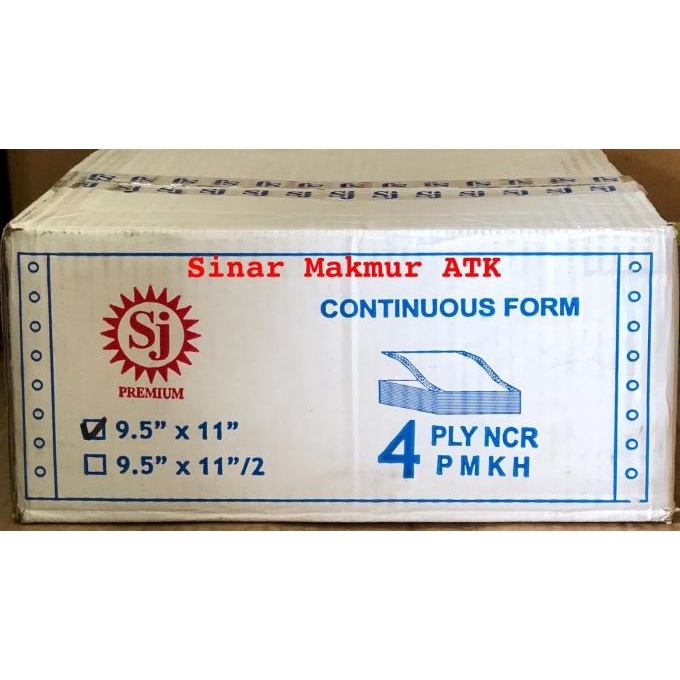 Sinar Makmur ATK
Sj
PREMIUM
CONTINUOUS FORM
9.5" x 11"
9.5" x 11"/2
4 PLY NCR
P M K H